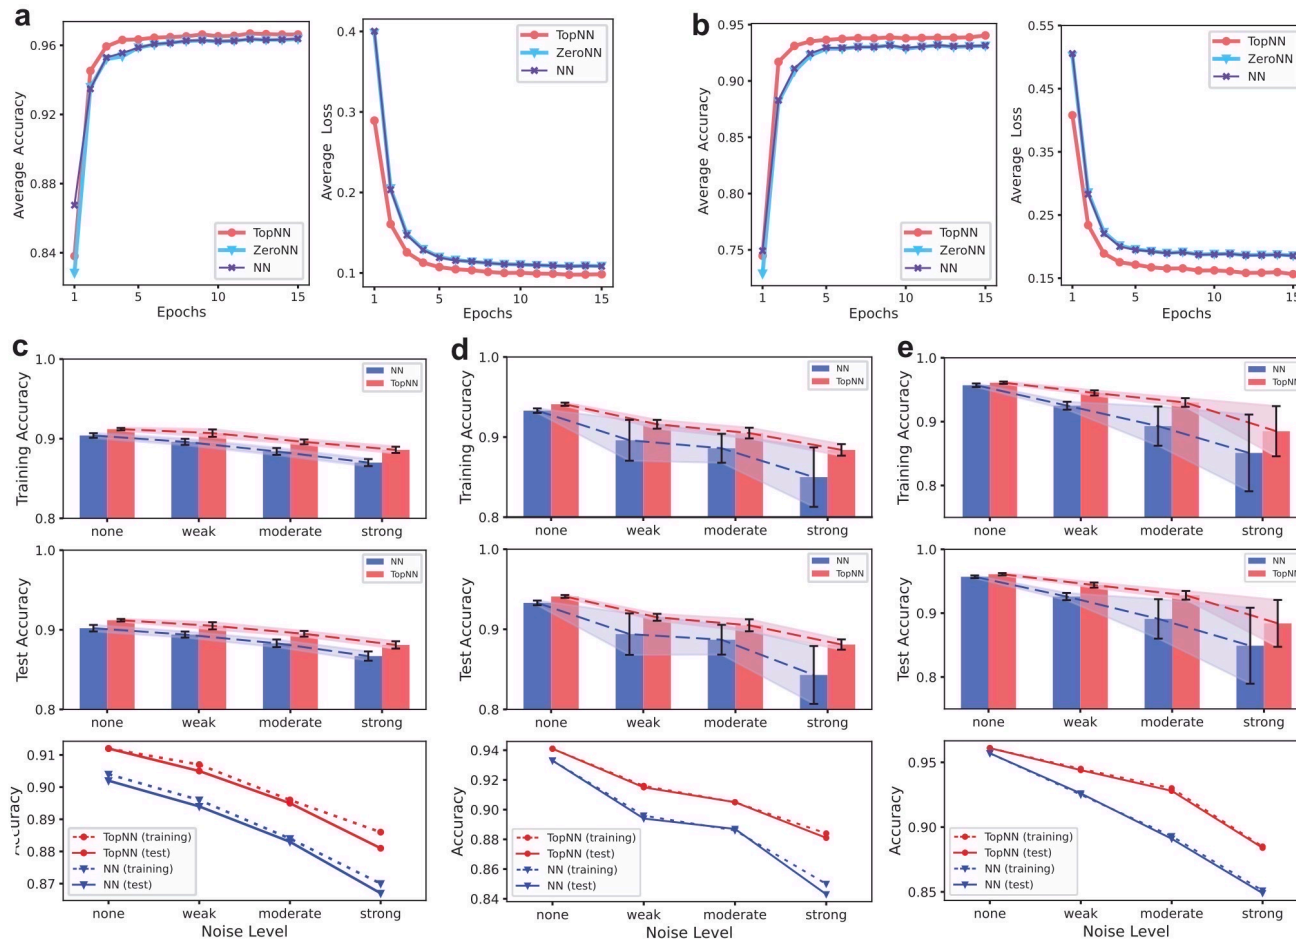 a
Average Accuracy
0.96
0.92
0.88
0.84
TopNN
ZeroNN
NN
1
5
10
15
Epochs
Average Loss
0.4
0.3
0.2
0.1
TopNN
ZeroNN
NN
1
5
10
15
Epochs
b
Average Accuracy
0.95
0.90
0.85
0.80
0.75
TopNN
ZeroNN
NN
1
5
10
15
Epochs
Average Loss
0.55
0.45
0.35
0.25
0.15
TopNN
ZeroNN
NN
1
5
10
15
Epochs
c
Training Accuracy
1.0
0.9
0.8
NN
TopNN
none weak moderate strong
Test Accuracy
1.0
0.9
0.8
NN
TopNN
none weak moderate strong
Accuracy
0.91
0.90
0.89
0.88
0.87
TopNN (training)
TopNN (test)
NN (training)
NN (test)
none weak moderate strong
Noise Level
d
Training Accuracy
1.0
0.9
0.8
NN
TopNN
none weak moderate strong
Test Accuracy
1.0
0.9
0.8
NN
TopNN
none weak moderate strong
Accuracy
0.94
0.92
0.90
0.88
0.86
0.84
TopNN (training)
TopNN (test)
NN (training)
NN (test)
none weak moderate strong
Noise Level
e
Training Accuracy
1.0
0.9
0.8
NN
TopNN
none weak moderate strong
Test Accuracy
1.0
0.9
0.8
NN
TopNN
none weak moderate strong
Accuracy
0.95
0.90
0.85
TopNN (training)
TopNN (test)
NN (training)
NN (test)
none weak moderate strong
Noise Level